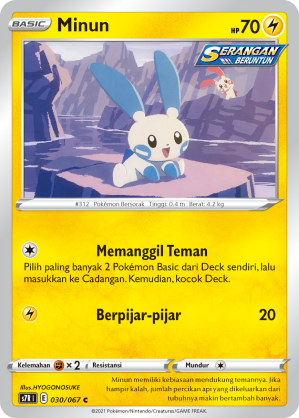 BASIC Minun HP 70
SERANGAN
BERUNTUN
#312 Pokémon Bersorak Tinggi: 0.4 m Berat: 4.2 kg
Memanggil Teman
Pilih paling banyak 2 Pokémon Basic dari Deck sendiri, lalu
masukkan ke Cadangan. Kemudian, kocok Deck.
Berpijar-pijar 20
Kelemahan ×2 Resistansi Mundur
Illus. HYOGONOSUKE
Minun memiliki kebiasaan mendukung temannya. Jika
hampir kalah, jumlah percikan api yang dikeluarkan dari
tubuhnya makin bertambah banyak.
s7R I E 030/067 C
©2021 Pokémon/Nintendo/Creatures/GAME FREAK